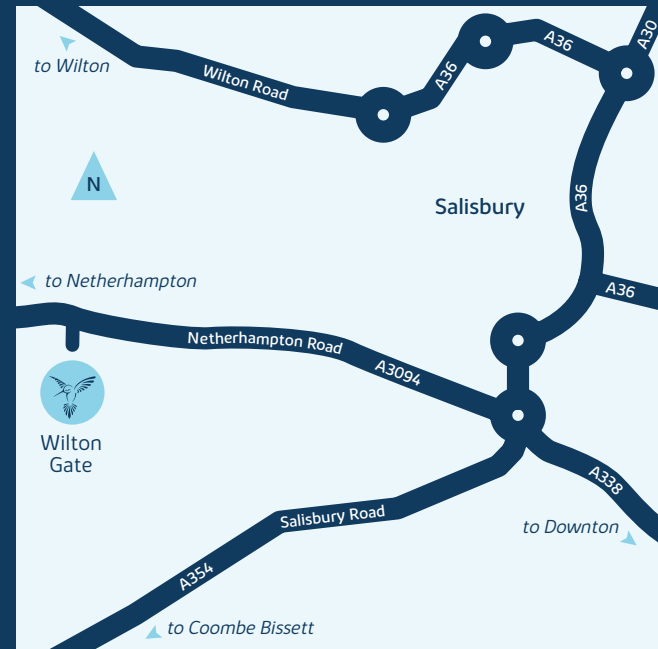 A30
A36
to Wilton
A36
Wilton Road
N
A36
Salisbury
to Netherhampton
A36
Netherhampton Road
A3094
Wilton
Gate
A338
Salisbury Road
to Downton
A354
to Coombe Bissett